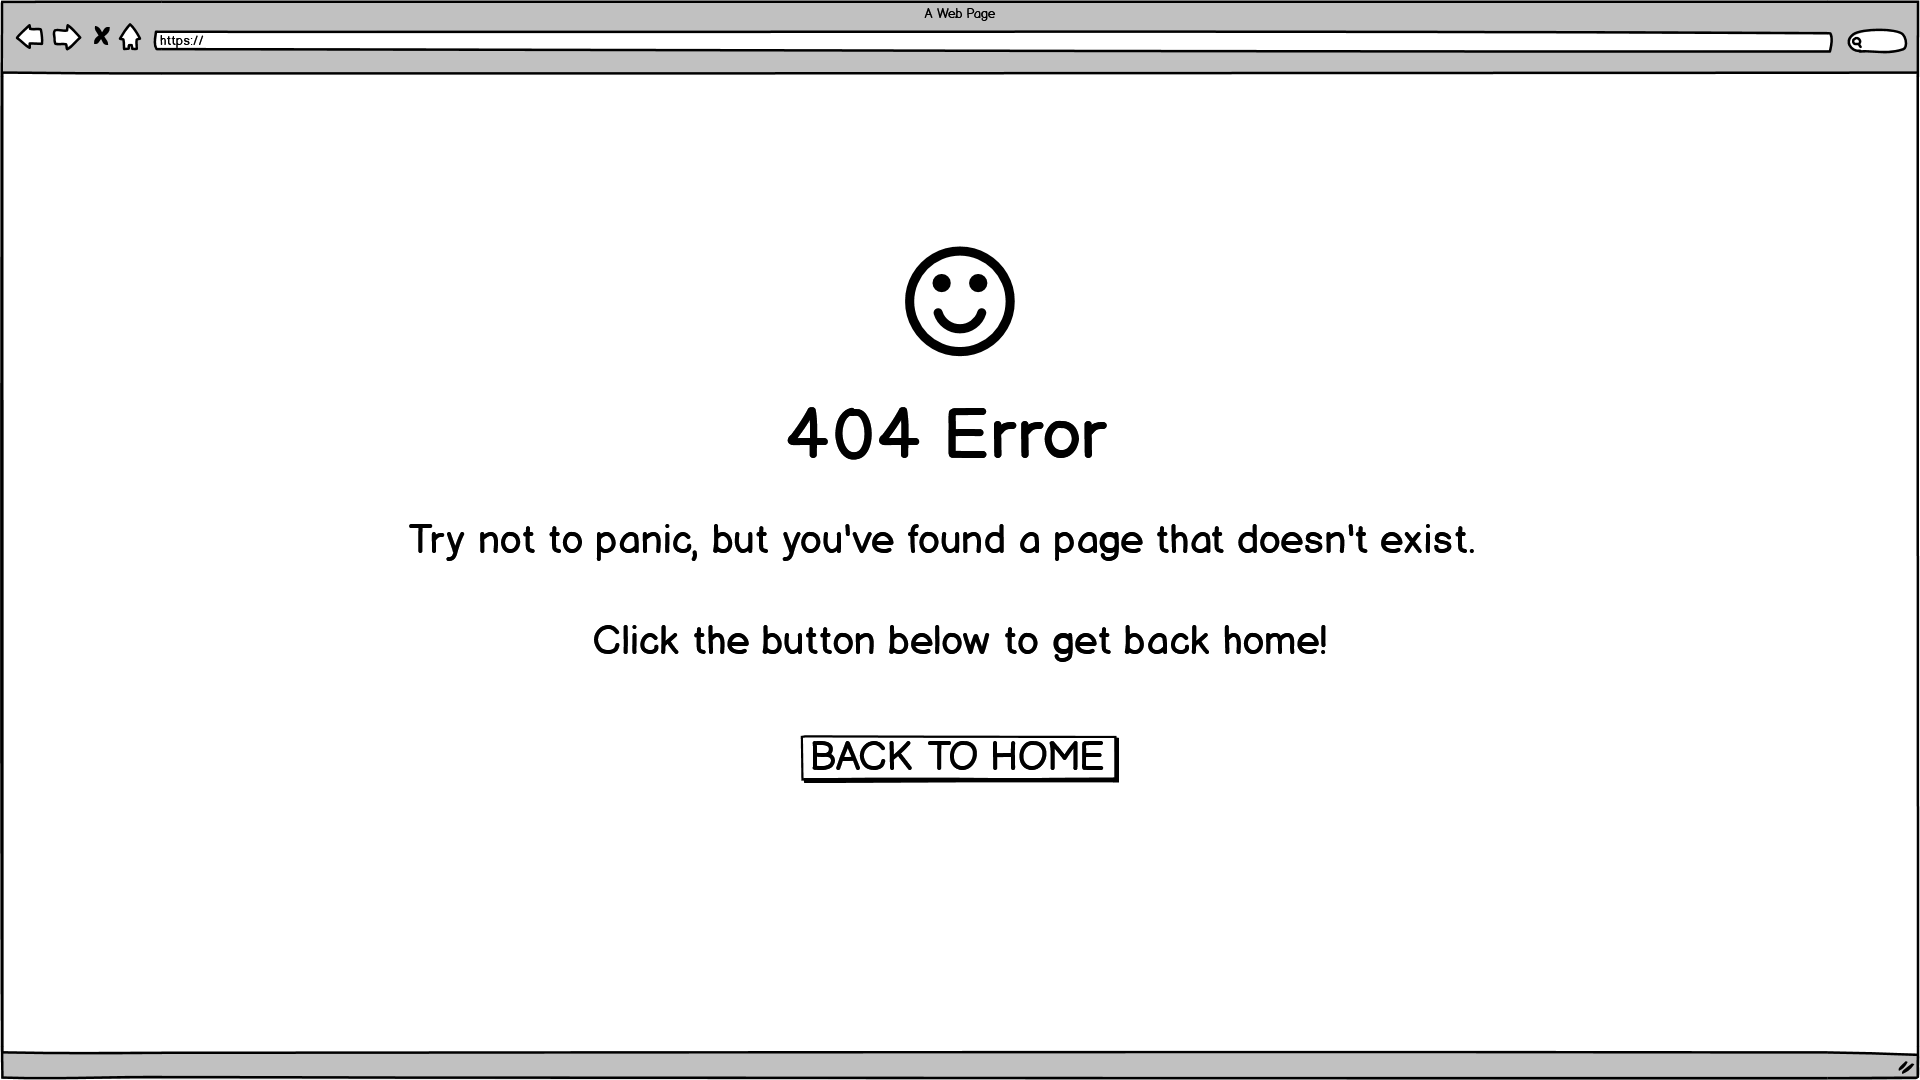 A Web Page
https://
404 Error
Try not to panic, but you've found a page that doesn't exist.
Click the button below to get back home!
BACK TO HOME